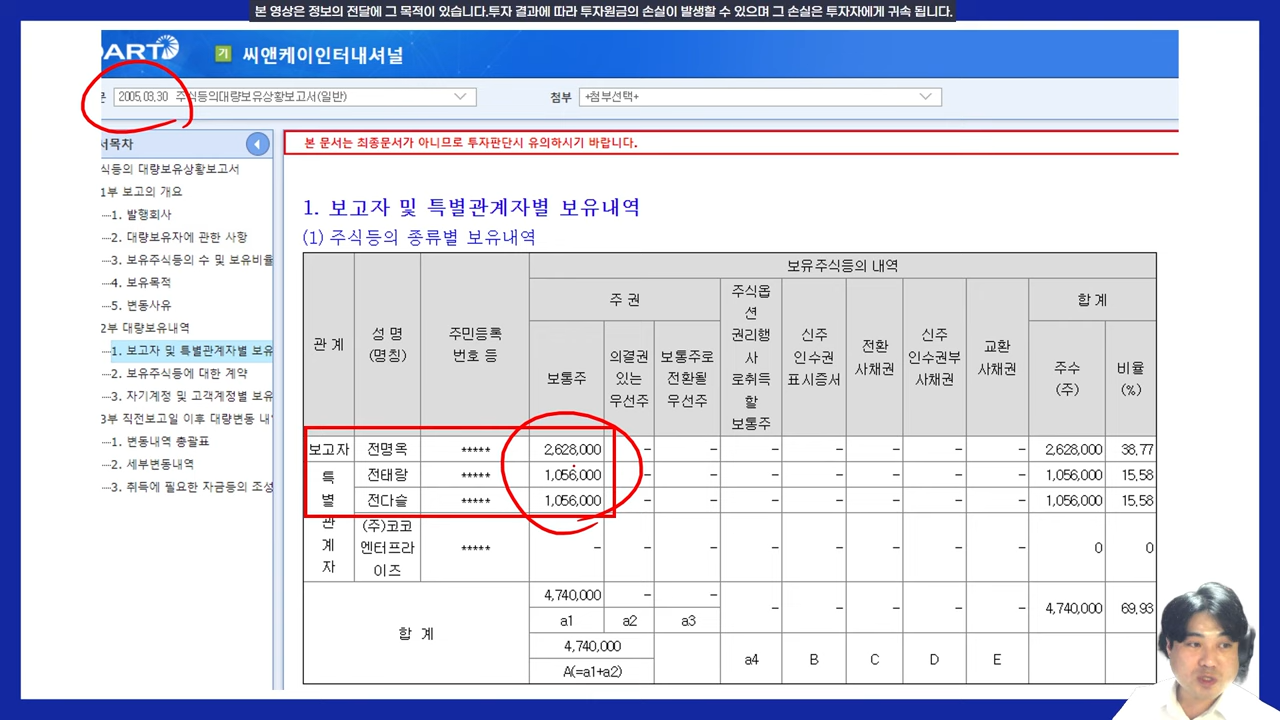 본 영상은 정보의 전달에 그 목적이 있습니다.투자 결과에 따라 투자원금의 손실이 발생할 수 있으며 그 손실은 투자자에게 귀속 됩니다.
DART
기 씨앤케이인터내셔널
2005.03.30 주식등의대량보유상황보고서(일반)
첨부 +첨부선택+
서목차
본 문서는 최종문서가 아니므로 투자판단시 유의하시기 바랍니다.
식등의 대량보유상황보고서
1부 보고의 개요
1. 발행회사
2. 대량보유자에 관한 사항
3. 보유주식등의 수 및 보유비율
4. 보유목적
5. 변동사유
2부 대량보유내역
1. 보고자 및 특별관계자별 보유
2. 보유주식등에 대한 계약
3. 자기계정 및 고객계정별 보유
3부 직전보고일 이후 대량변동 내
1. 변동내역 총괄표
2. 세부변동내역
3. 취득에 필요한 자금등의 조성
1. 보고자 및 특별관계자별 보유내역
(1) 주식등의 종류별 보유내역
관 계
성 명
(명칭)
주민등록
번호 등
보유주식등의 내역
주 권
보통주
의결권
있는
우선주
보통주로
전환될
우선주
주식옵
션
권리행
사
로취득
할
보통주
신주
인수권
표시증서
전환
사채권
신주
인수권부
사채권
교환
사채권
합 계
주수
(주)
비율
(%)
보고자 전명옥 ***** 2,628,000 - - - - - - - 2,628,000 38.77
특
별
관
계
자
전태랑 ***** 1,056,000 - - - - - - - 1,056,000 15.58
전다슬 ***** 1,056,000 - - - - - - - 1,056,000 15.58
(주)코코
엔터프라
이즈
***** - - - - - - - - 0 0
합 계
4,740,000 - - - - - - - 4,740,000 69.93
a1 a2 a3
4,740,000
A(=a1+a2)
a4 B C D E